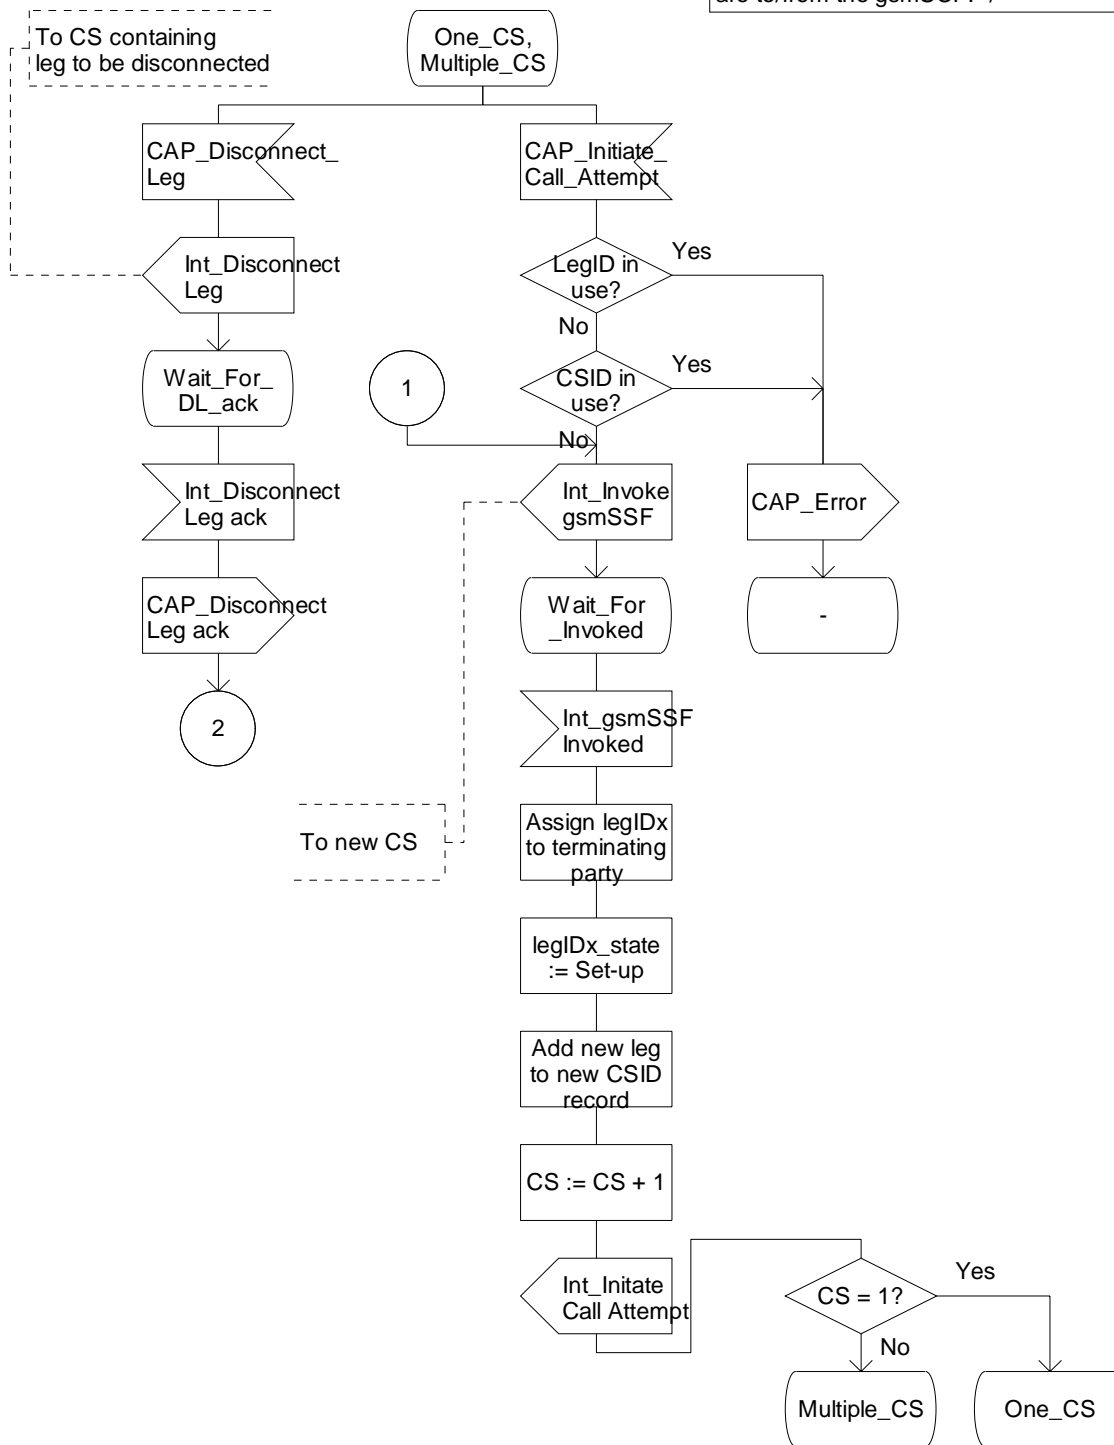 are to/from the gsmSCF. */
To CS containing
leg to be disconnected
One_CS,
Multiple_CS
CAP_Disconnect_
Leg
CAP_Initiate_
Call_Attempt
Int_Disconnect
Leg
LegID in
use?
Yes
No
Wait_For_
DL_ack
1
CSID in
use?
Yes
No
Int_Disconnect
Leg ack
Int_Invoke
gsmSSF
CAP_Error
CAP_Disconnect
Leg ack
Wait_For
_Invoked
-
2
Int_gsmSSF
Invoked
To new CS
Assign legIDx
to terminating
party
legIDx_state
:= Set-up
Add new leg
to new CSID
record
CS := CS + 1
Int_Initate
Call Attempt
CS = 1?
Yes
No
Multiple_CS
One_CS